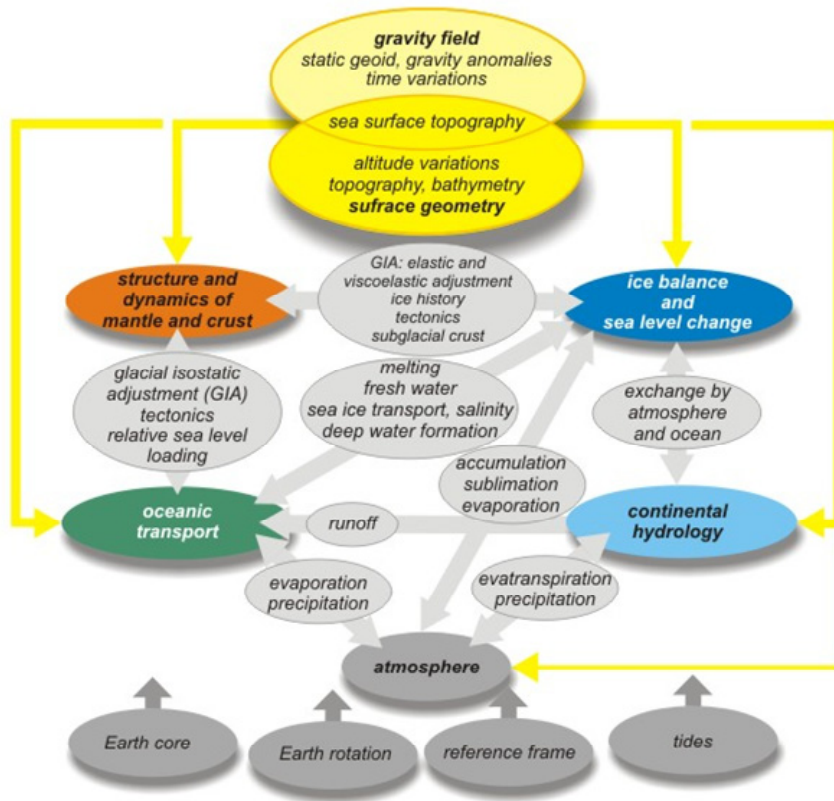 gravity field
static geoid, gravity anomalies
time variations
sea surface topography
altitude variations
topography, bathymetry
sufrace geometry
structure and
dynamics of
mantle and crust
GIA: elastic and
viscoelastic adjustment
ice history
tectonics
subglacial crust
ice balance
and
sea level change
glacial isostatic
adjustment (GIA)
tectonics
relative sea level
loading
melting
fresh water
sea ice transport, salinity
deep water formation
exchange by
atmosphere
and ocean
accumulation
sublimation
evaporation
oceanic
transport
runoff
continental
hydrology
evaporation
precipitation
evatranspiration
precipitation
atmosphere
Earth core
Earth rotation
reference frame
tides